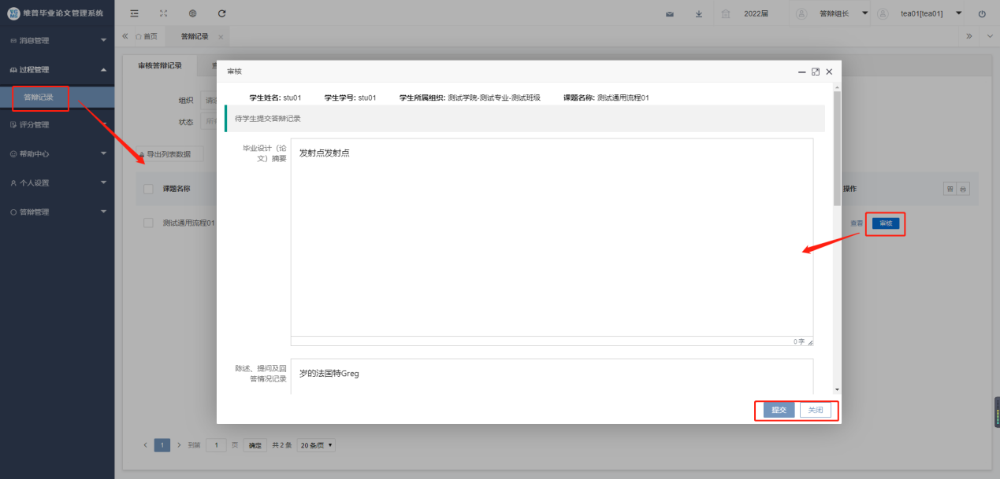 维普毕业论文管理系统
2022届
答辩组长
tea01[tea01]
消息管理
首页
答辩记录
过程管理
审核答辩记录
审核
答辩记录
学生姓名: stu01 学生学号: stu01 学生所属组织: 测试学院-测试专业-测试班级 课题名称: 测试通用流程01
组织
待学生提交答辩记录
评分管理
状态
毕业设计（论
文）摘要
发射点发射点
帮助中心
导出列表数据
个人设置
课题名称
操作
答辩管理
测试通用流程01
查看
审核
0 字
陈述、提问及回
答情况记录
岁的法国特Greg
提交
关闭
1
到第
1
页
确定
共 2 条
20 条/页